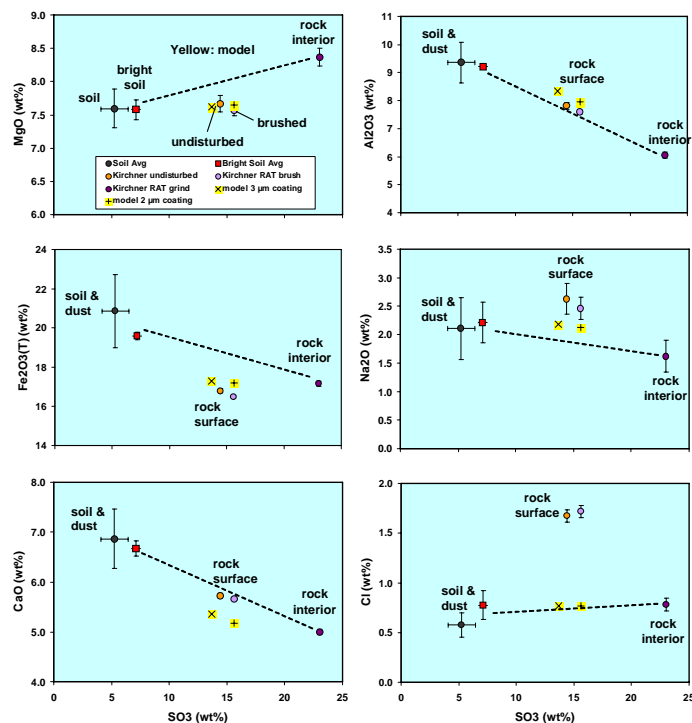 8.5
8.0
7.5
7.0
6.5
6.0
MgO (wt%)
rock
interior
Yellow: model
bright
soil
soil
undisturbed
brushed
Soil Avg
Bright Soil Avg
Kirchner undisturbed
Kirchner RAT brush
Kirchner RAT grind
model 3 µm coating
model 2 µm coating
11
10
9
8
7
6
5
4
Al2O3 (wt%)
soil &
dust
rock
surface
rock
interior
24
22
20
18
16
14
Fe2O3(T) (wt%)
soil &
dust
rock
interior
rock
surface
3.5
3.0
2.5
2.0
1.5
1.0
0.5
0.0
Na2O (wt%)
rock
surface
soil &
dust
rock
interior
8.0
7.0
6.0
5.0
4.0
CaO (wt%)
soil &
dust
rock
surface
rock
interior
0
5
10
15
20
25
SO3 (wt%)
2.0
1.5
1.0
0.5
0.0
Cl (wt%)
rock
surface
soil &
dust
rock
interior
0
5
10
15
20
25
SO3 (wt%)